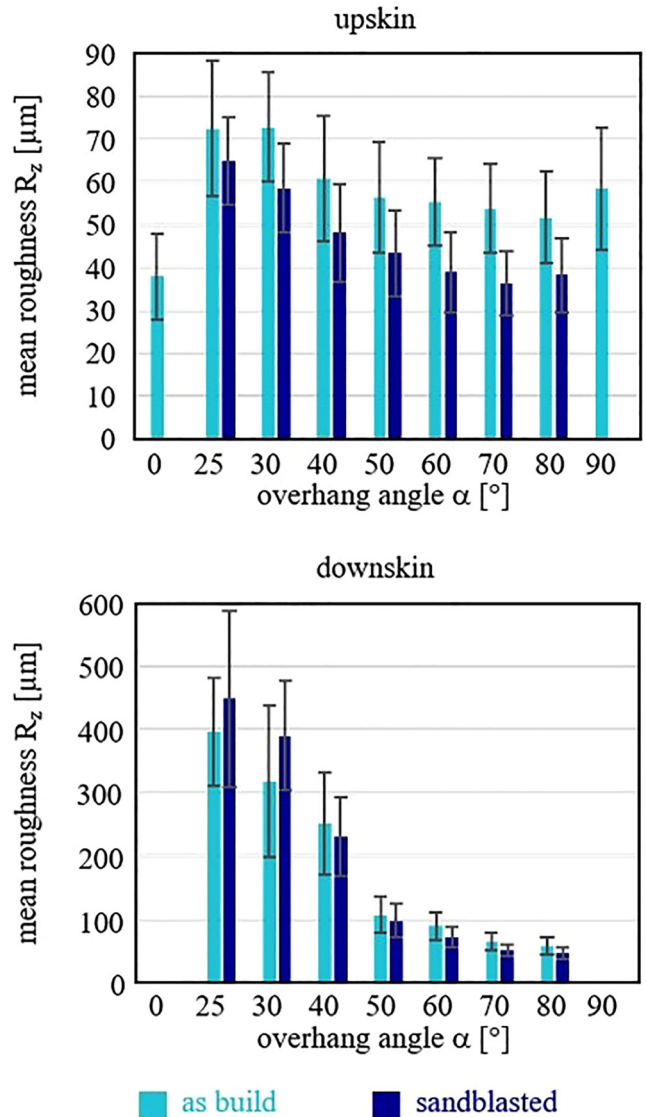 upskin
mean roughness Rz [µm]
90
80
70
60
50
40
30
20
10
0
0 25 30 40 50 60 70 80 90
overhang angle α [°]
downskin
mean roughness Rz [µm]
600
500
400
300
200
100
0
0 25 30 40 50 60 70 80 90
overhang angle α [°]
as build sandblasted